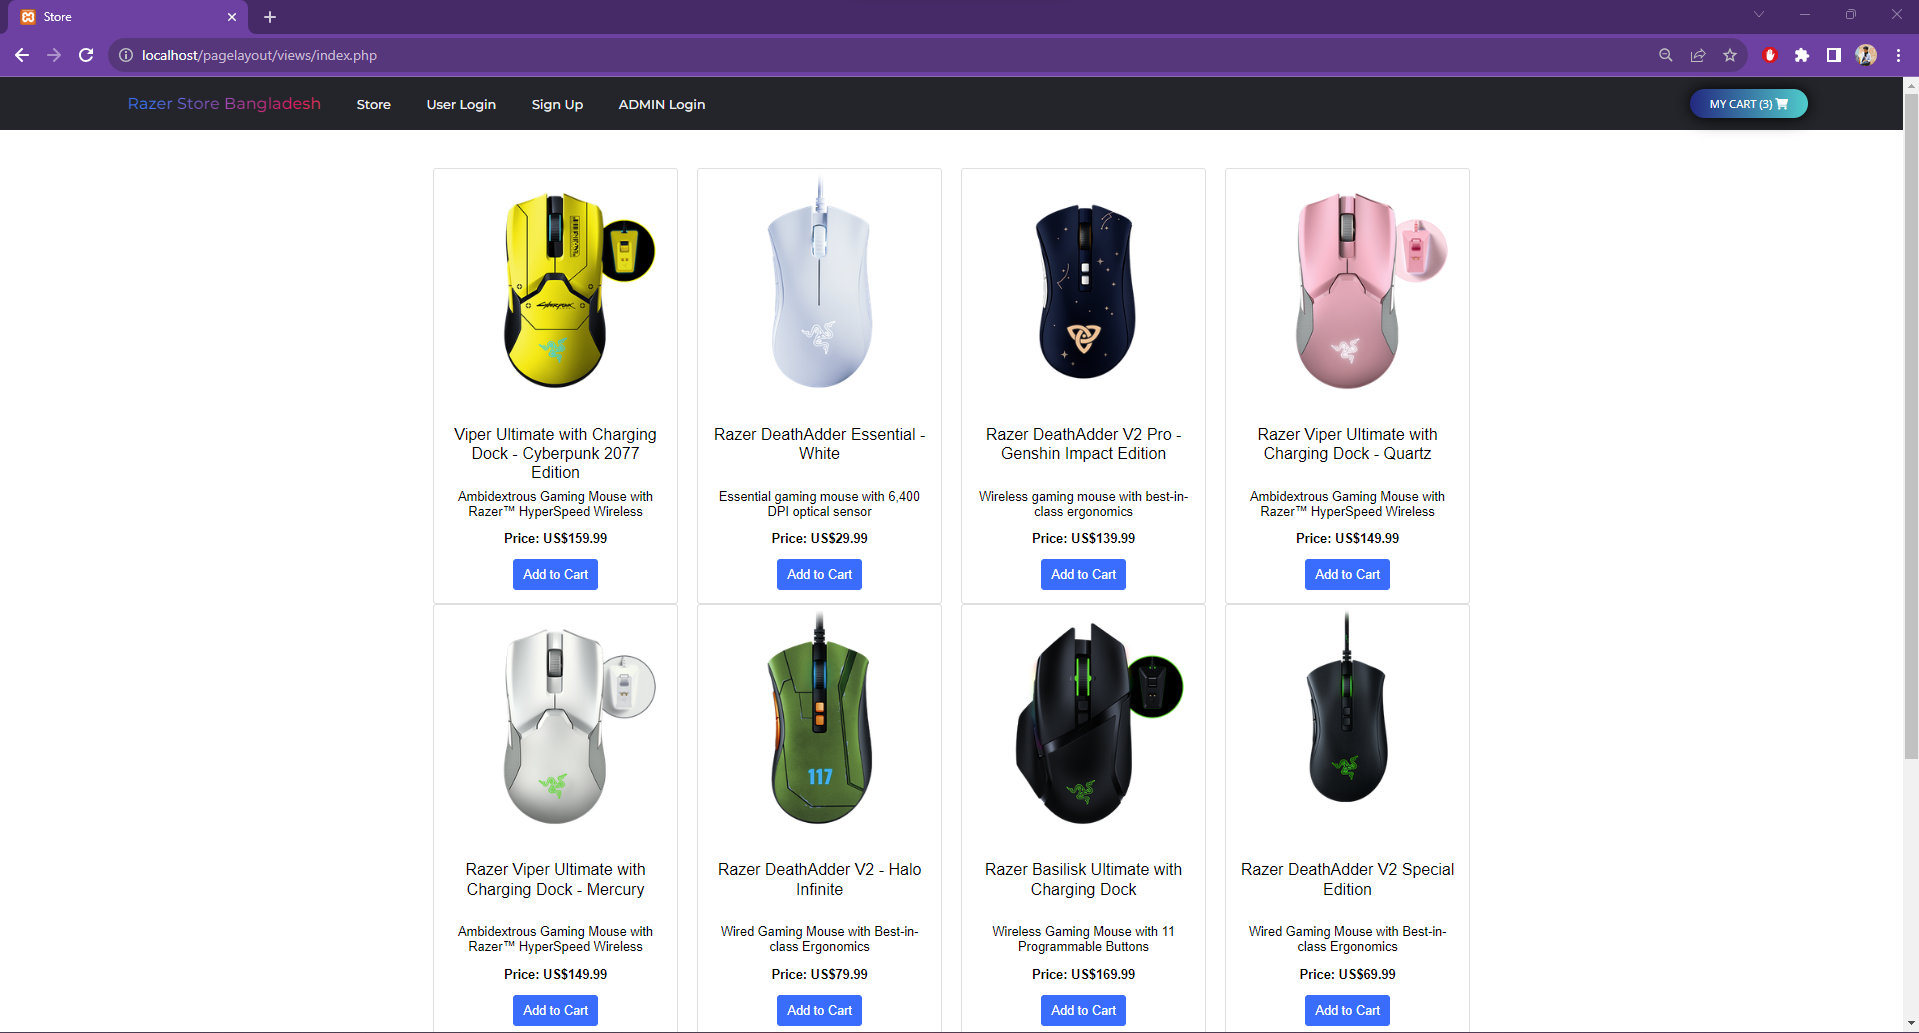 Store
localhost/pagelayout/views/index.php
Razer Store Bangladesh
Store
User Login
Sign Up
ADMIN Login
MY CART (3)
Viper Ultimate with Charging
Dock - Cyberpunk 2077
Edition
Ambidextrous Gaming Mouse with
Razer™ HyperSpeed Wireless
Price: US$159.99
Add to Cart
Razer DeathAdder Essential -
White
Essential gaming mouse with 6,400
DPI optical sensor
Price: US$29.99
Add to Cart
Razer DeathAdder V2 Pro -
Genshin Impact Edition
Wireless gaming mouse with best-in-
class ergonomics
Price: US$139.99
Add to Cart
Razer Viper Ultimate with
Charging Dock - Quartz
Ambidextrous Gaming Mouse with
Razer™ HyperSpeed Wireless
Price: US$149.99
Add to Cart
Razer Viper Ultimate with
Charging Dock - Mercury
Ambidextrous Gaming Mouse with
Razer™ HyperSpeed Wireless
Price: US$149.99
Add to Cart
117
Razer DeathAdder V2 - Halo
Infinite
Wired Gaming Mouse with Best-in-
class Ergonomics
Price: US$79.99
Add to Cart
Razer Basilisk Ultimate with
Charging Dock
Wireless Gaming Mouse with 11
Programmable Buttons
Price: US$169.99
Add to Cart
Razer DeathAdder V2 Special
Edition
Wired Gaming Mouse with Best-in-
class Ergonomics
Price: US$69.99
Add to Cart